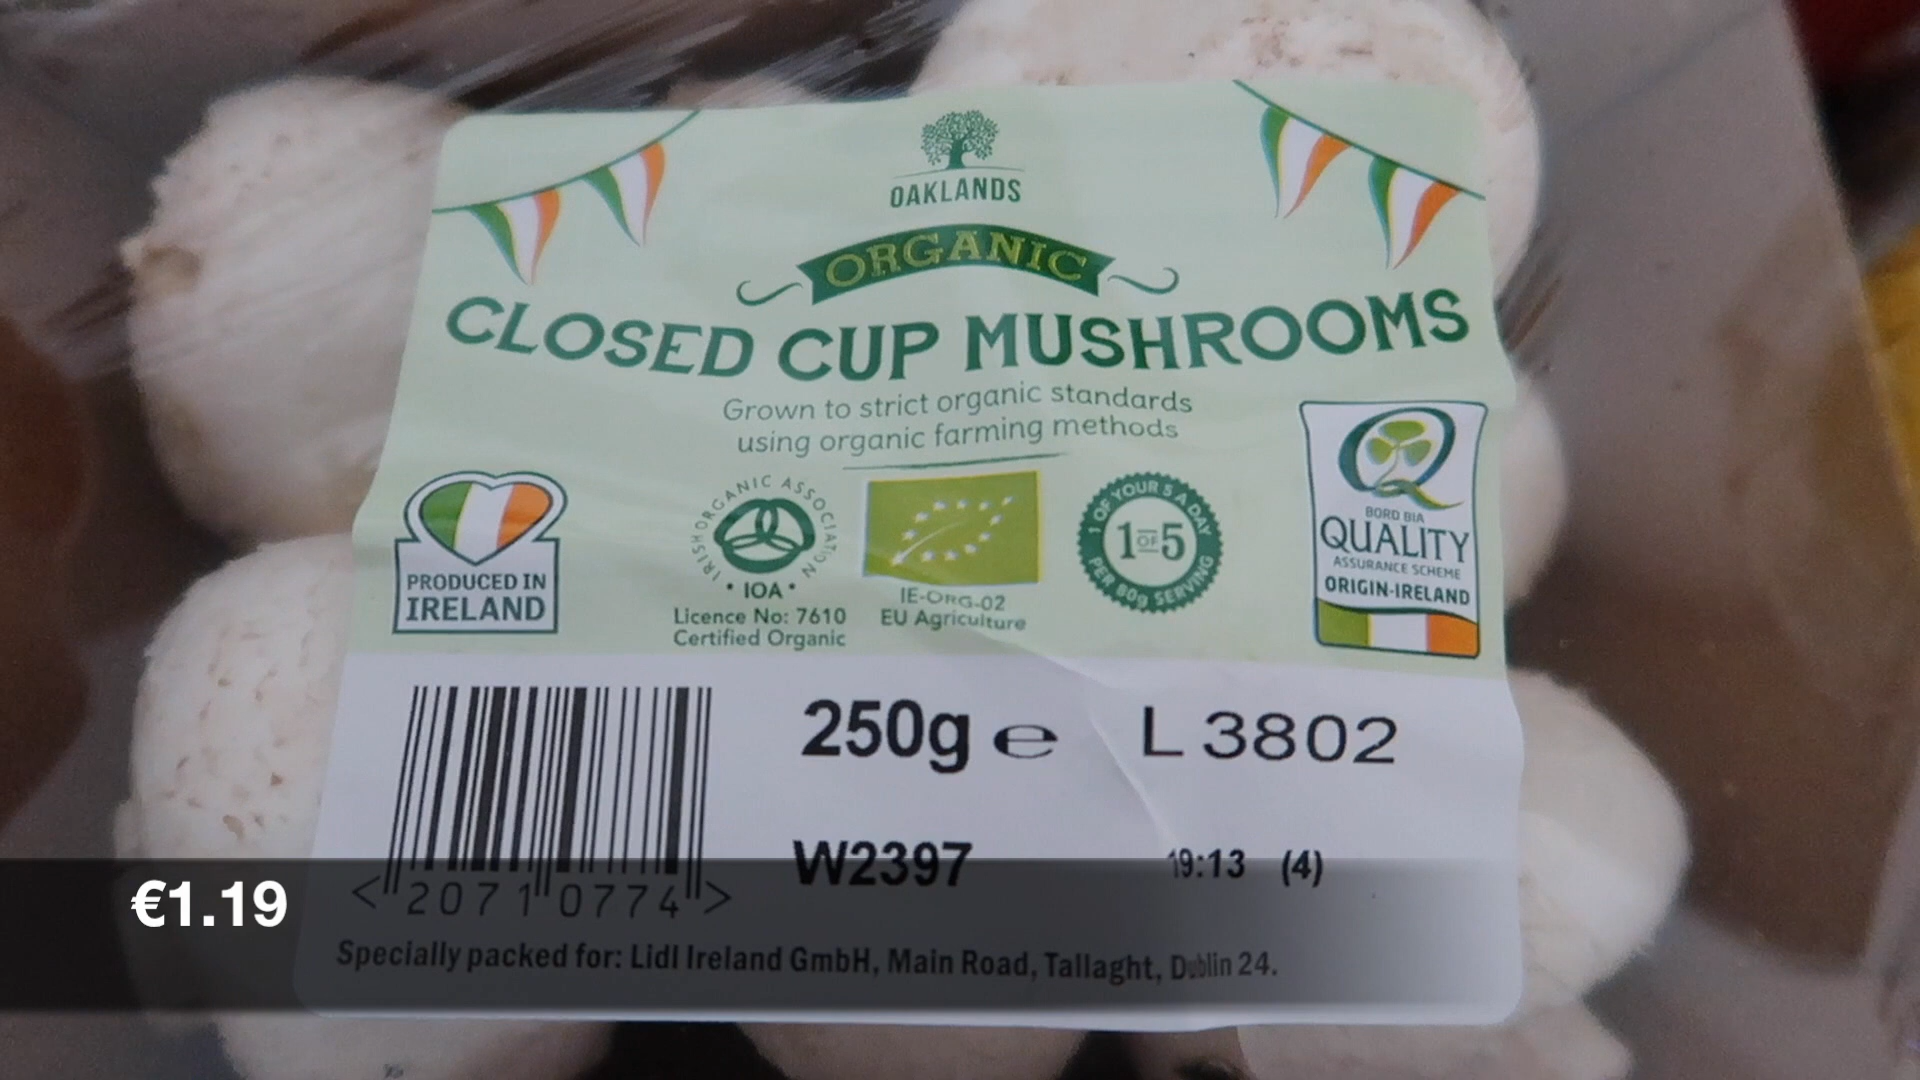 OAKLANDS
ORGANIC
CLOSED CUP MUSHROOMS
Grown to strict organic standards
using organic farming methods
PRODUCED IN
IRELAND
IRISH ORGANIC ASSOCIATION
• IOA •
Licence No: 7610
Certified Organic
IE-ORG-02
EU Agriculture
1 OF YOUR 5 A DAY
1 OF 5
PER 80g SERVING
Q
BORD BIA
QUALITY
ASSURANCE SCHEME
ORIGIN-IRELAND
250g e L 3802
W2397 19:13 (4)
<20710774>
€1.19
Specially packed for: Lidl Ireland GmbH, Main Road, Tallaght, Dublin 24.